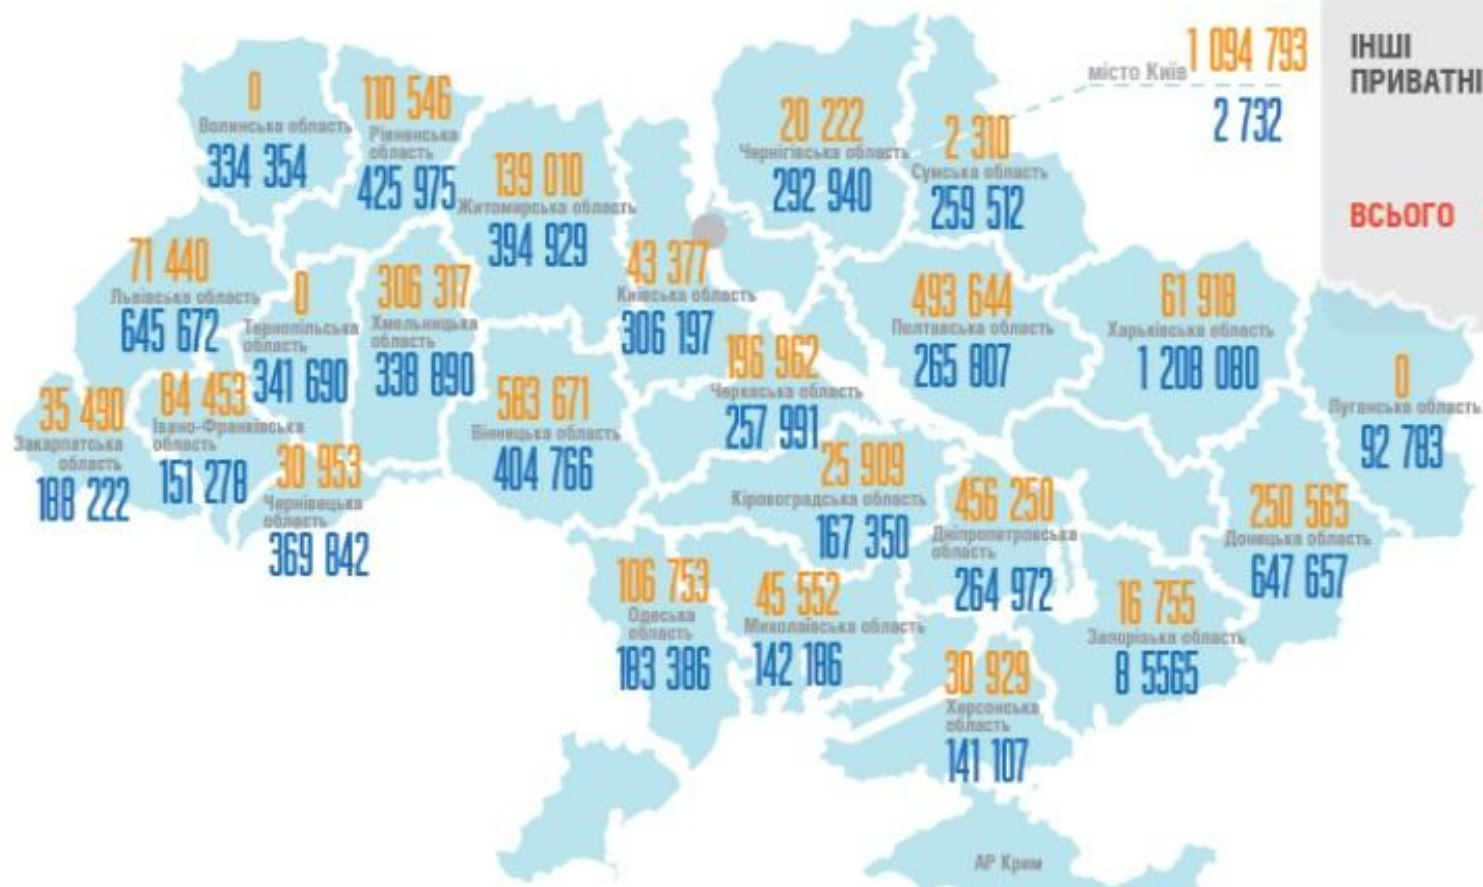 1 094 793
місто Київ
2 732
ІНШІ
ПРИВАТНІ
ВСЬОГО
0
Волинська область
334 354
110 546
Рівненська
область
425 975
139 010
Житомирська область
394 929
20 222
Чернігівська область
292 940
2 310
Сумська область
259 512
71 440
Львівська область
645 672
0
Тернопільська
область
341 690
306 317
Хмельницька
область
338 890
43 377
Київська область
306 197
493 644
Полтавська область
265 807
61 918
Харьківська область
1 208 080
196 962
Черкаська область
257 991
0
Луганська область
92 783
35 490
Закарпатська
область
188 222
84 453
Івано-Франківська
область
151 278
30 953
Чернівецька
область
369 842
583 671
Вінницька область
404 766
25 909
Кіровоградська область
167 350
456 250
Дніпропетровська
область
264 972
250 565
Донецька область
647 657
106 753
Одеська
область
183 386
45 552
Миколаївська область
142 186
16 755
Запорізька область
8 5565
30 929
Херсонська
область
141 107
АР Крим